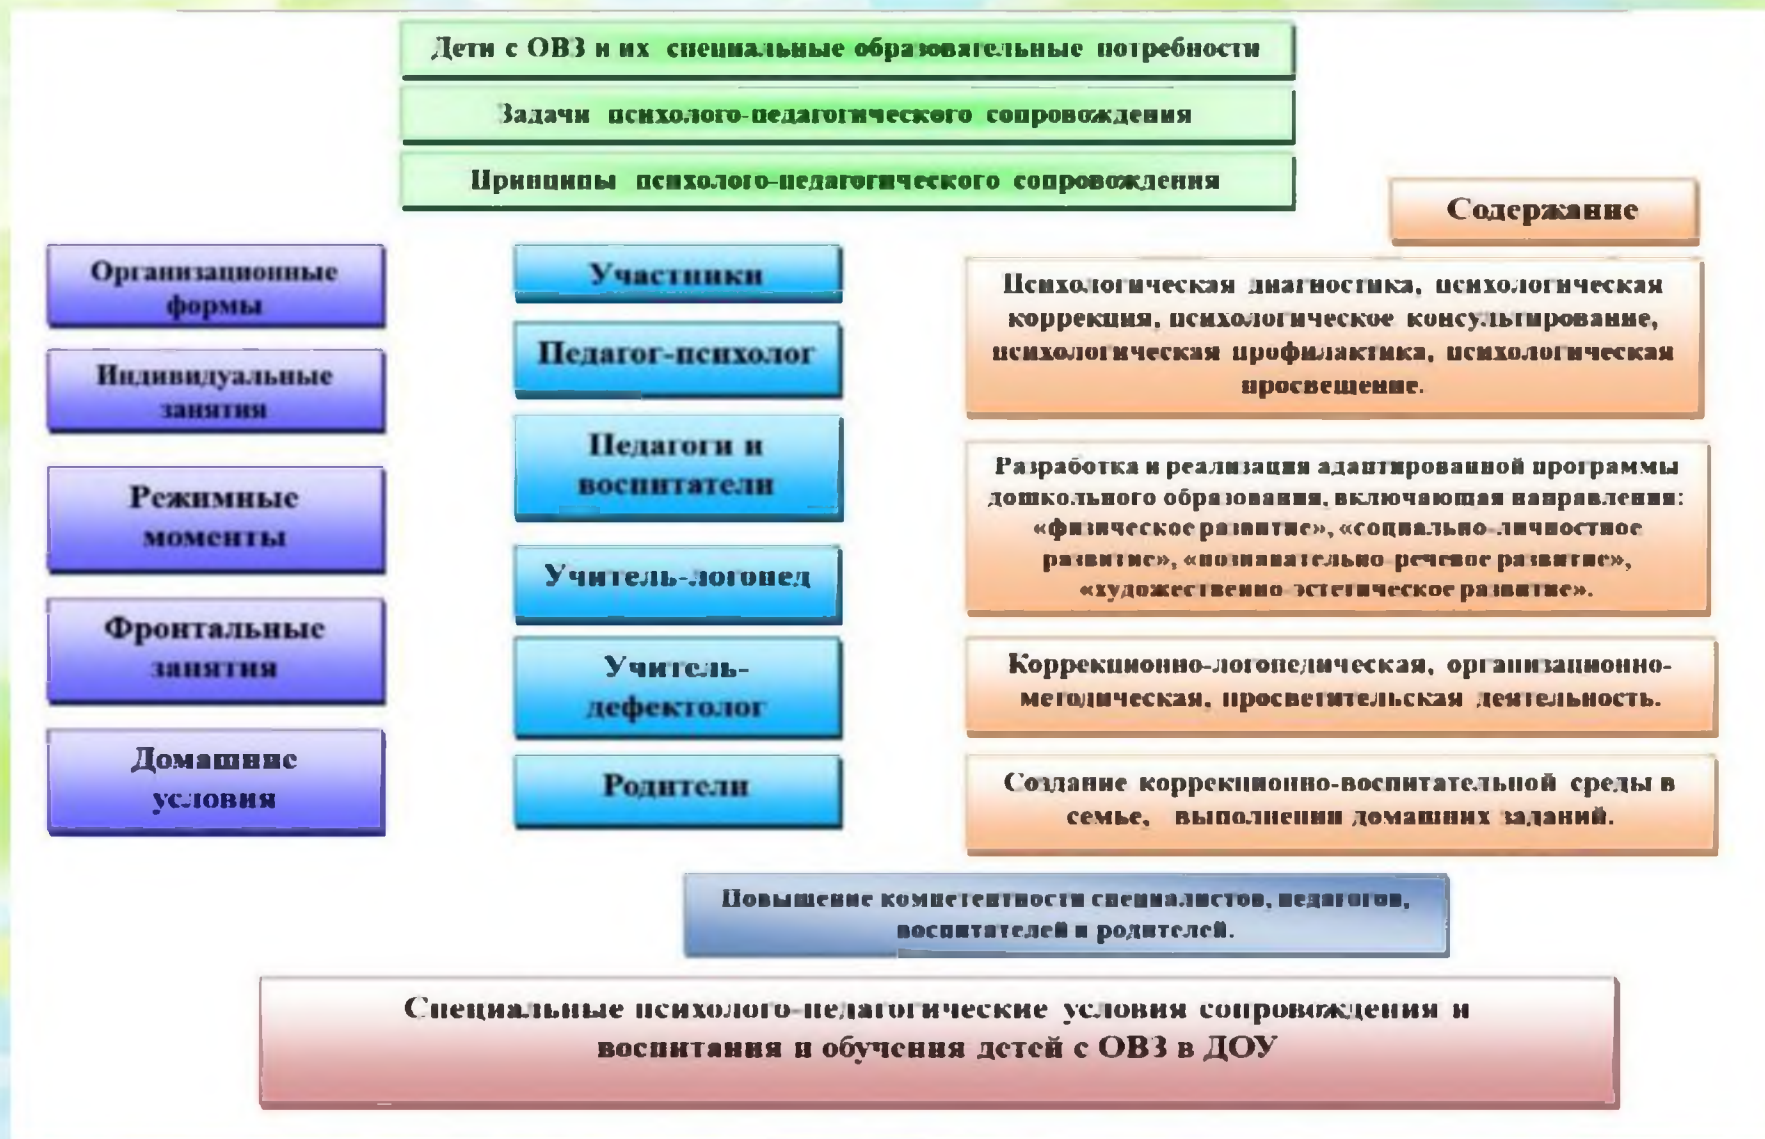 Дети с ОВЗ и их специальные образовательные потребности
Задачи психолого-педагогического сопровождения
Принципы психолого-педагогического сопровождения
Содержание
Организационные
формы
Индивидуальные
занятия
Режимные
моменты
Фронтальные
занятия
Домашние
условия
Участники
Педагог-психолог
Педагоги и
воспитатели
Учитель-логопед
Учитель-
дефектолог
Родители
Психологическая диагностика, психологическая
коррекция, психологическое консультирование,
психологическая профилактика, психологическая
просвещение.
Разработка и реализация адаптированной программы
дошкольного образования, включающая направления:
«физическое развитие», «социально-личностное
развитие», «познавательно-речевое развитие»,
«художественно-эстетическое развитие».
Коррекционно-логопедическая, организационно-
методическая, просветительская деятельность.
Создание коррекционно-воспитательной среды в
семье, выполнении домашних заданий.
Повышение компетентности специалистов, педагогов,
воспитателей и родителей.
Специальные психолого-педагогические условия сопровождения и
воспитания и обучения детей с ОВЗ в ДОУ